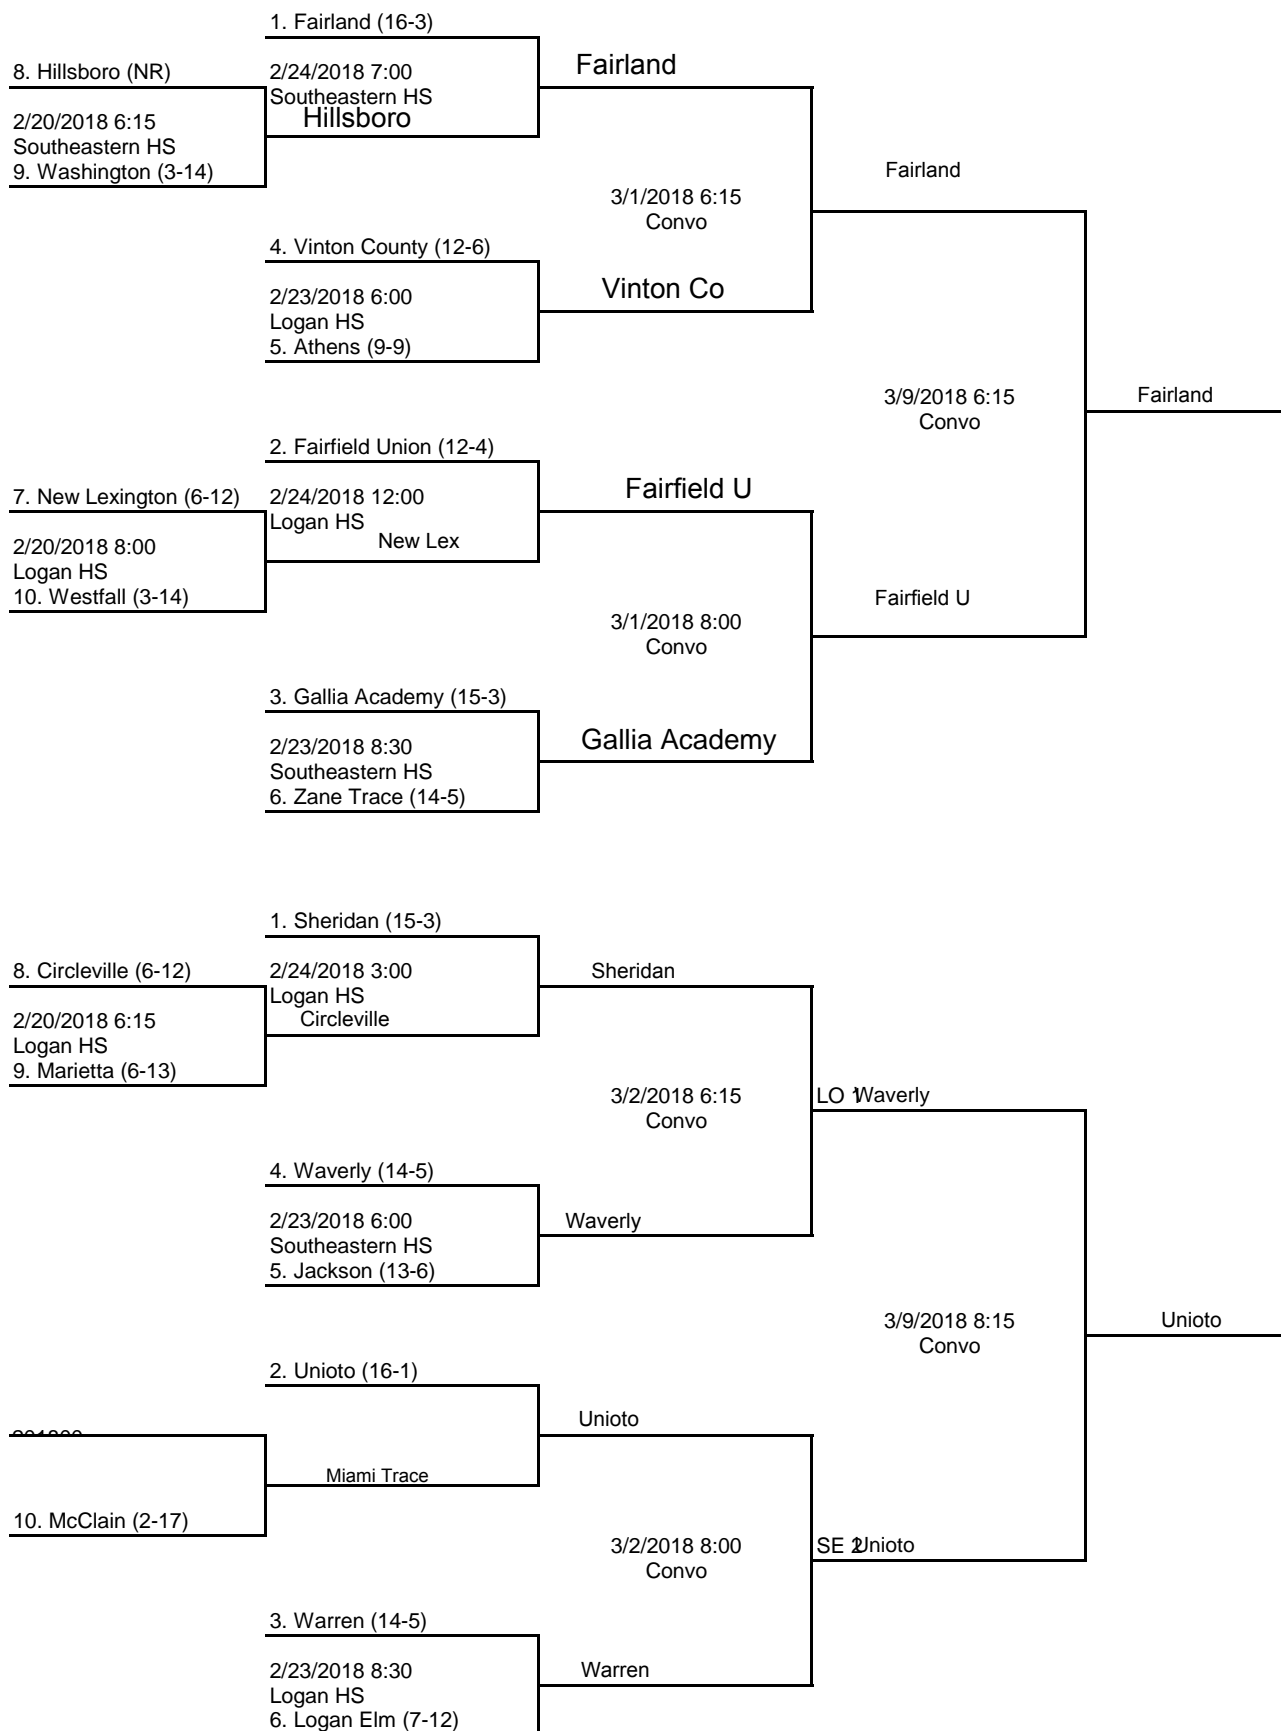 1. Fairland (16-3)
8. Hillsboro (NR)
2/24/2018 7:00
Southeastern HS
Hillsboro
Fairland
2/20/2018 6:15
Southeastern HS
9. Washington (3-14)
3/1/2018 6:15
Convo
Fairland
4. Vinton County (12-6)
2/23/2018 6:00
Logan HS
5. Athens (9-9)
Vinton Co
3/9/2018 6:15
Convo
Fairland
2. Fairfield Union (12-4)
7. New Lexington (6-12)
2/24/2018 12:00
Logan HS
New Lex
Fairfield U
2/20/2018 8:00
Logan HS
10. Westfall (3-14)
3/1/2018 8:00
Convo
Fairfield U
3. Gallia Academy (15-3)
2/23/2018 8:30
Southeastern HS
6. Zane Trace (14-5)
Gallia Academy
1. Sheridan (15-3)
8. Circleville (6-12)
2/24/2018 3:00
Logan HS
Circleville
Sheridan
2/20/2018 6:15
Logan HS
9. Marietta (6-13)
3/2/2018 6:15
Convo
LO 1 Waverly
4. Waverly (14-5)
2/23/2018 6:00
Southeastern HS
5. Jackson (13-6)
Waverly
3/9/2018 8:15
Convo
Unioto
2. Unioto (16-1)
Unioto
Miami Trace
10. McClain (2-17)
3/2/2018 8:00
Convo
SE 2 Unioto
3. Warren (14-5)
2/23/2018 8:30
Logan HS
6. Logan Elm (7-12)
Warren